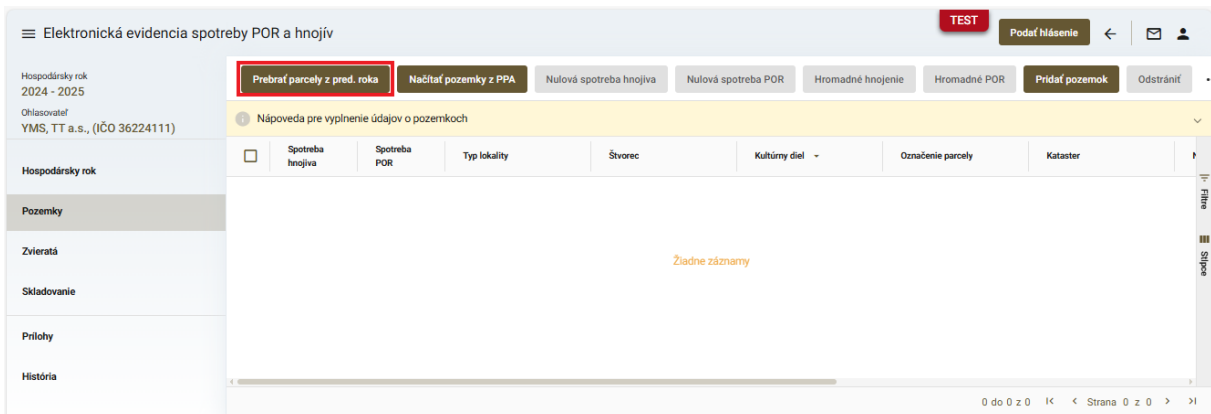 Elektronická evidencia spotreby POR a hnojív
TEST
Podať hlásenie
Hospodársky rok
2024 - 2025
Ohlasovateľ
YMS, TT a.s., (IČO 36224111)
Hospodársky rok
Pozemky
Zvieratá
Skladovanie
Prílohy
História
Prebrať parcely z pred. roka
Načítať pozemky z PPA
Nulová spotreba hnojiva
Nulová spotreba POR
Hromadné hnojenie
Hromadné POR
Pridať pozemok
Odstrániť
Nápoveda pre vyplnenie údajov o pozemkoch
Spotreba hnojiva
Spotreba POR
Typ lokality
Štvorec
Kultúrny diel
Označenie parcely
Kataster
Filtre
Stĺpce
Žiadne záznamy
0 do 0 z 0
Strana 0 z 0